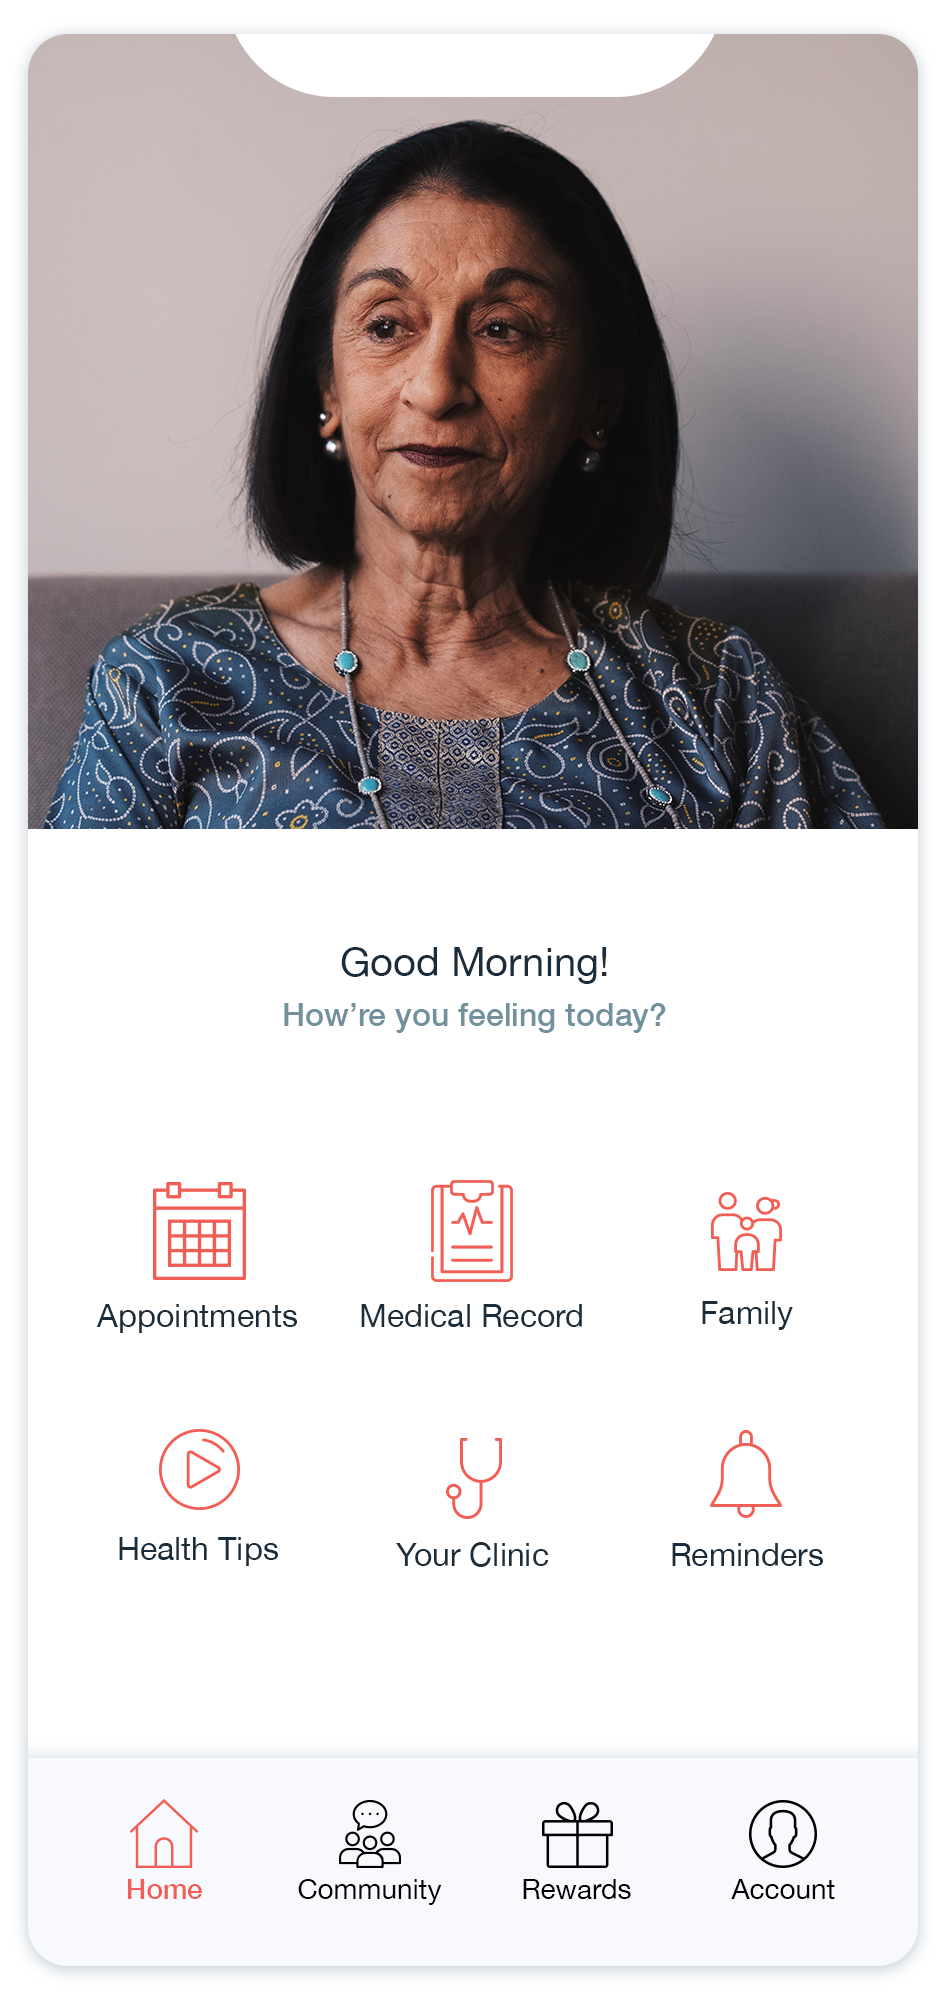 Good Morning!
How’re you feeling today?
Appointments
Medical Record
Family
Health Tips
Your Clinic
Reminders
Home
Community
Rewards
Account